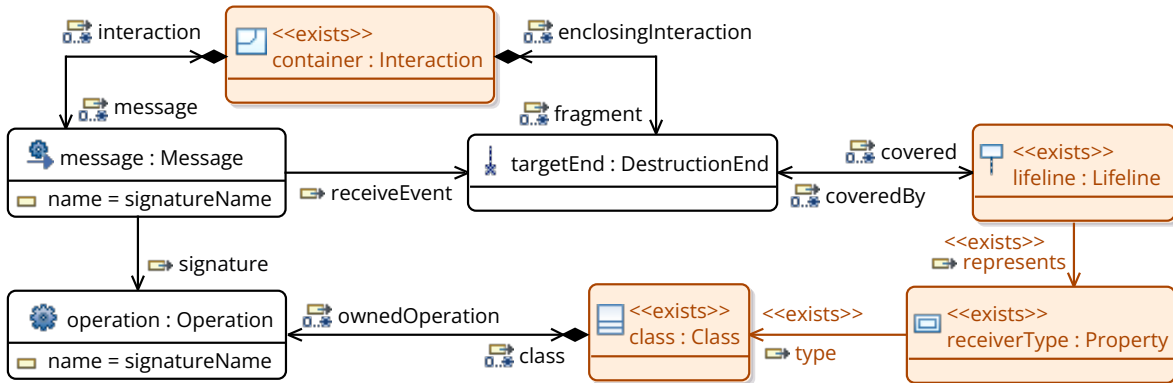 interaction
<<exists>>
container : Interaction
enclosingInteraction
message
fragment
message : Message
name = signatureName
receiveEvent
targetEnd : DestructionEnd
covered
coveredBy
<<exists>>
lifeline : Lifeline
signature
<<exists>>
represents
operation : Operation
name = signatureName
ownedOperation
class
<<exists>>
class : Class
<<exists>>
type
<<exists>>
receiverType : Property